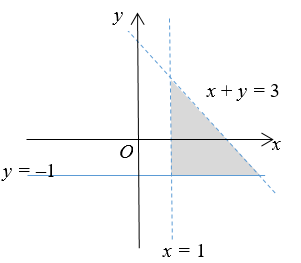 y
x + y = 3
x
O
y = –1
x = 1